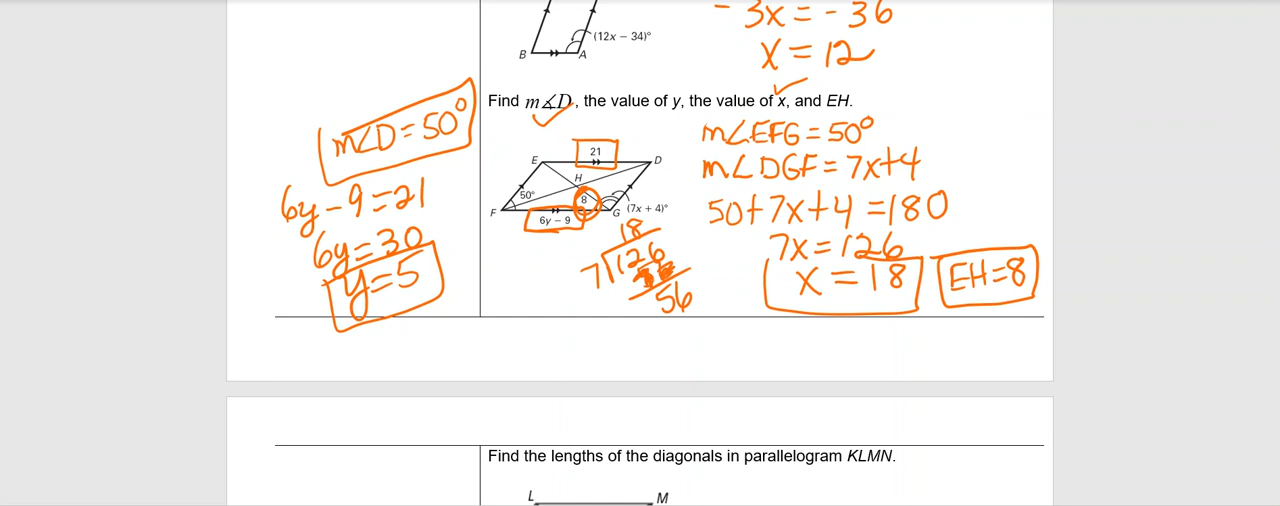 - 3x = - 36
(12x – 34)°
B
A
x = 12
Find m∡D, the value of y, the value of x, and EH.
m∠D = 50°
m∠EFG = 50°
21
E
D
m∠DGF = 7x+4
H
50°
8
6y - 9 = 21
F
G
(7x + 4)°
50 + 7x + 4 = 180
6y – 9
18
6y = 30
7x = 126
7 126
y = 5
x = 18
EH = 8
56
Find the lengths of the diagonals in parallelogram KLMN.
L
M